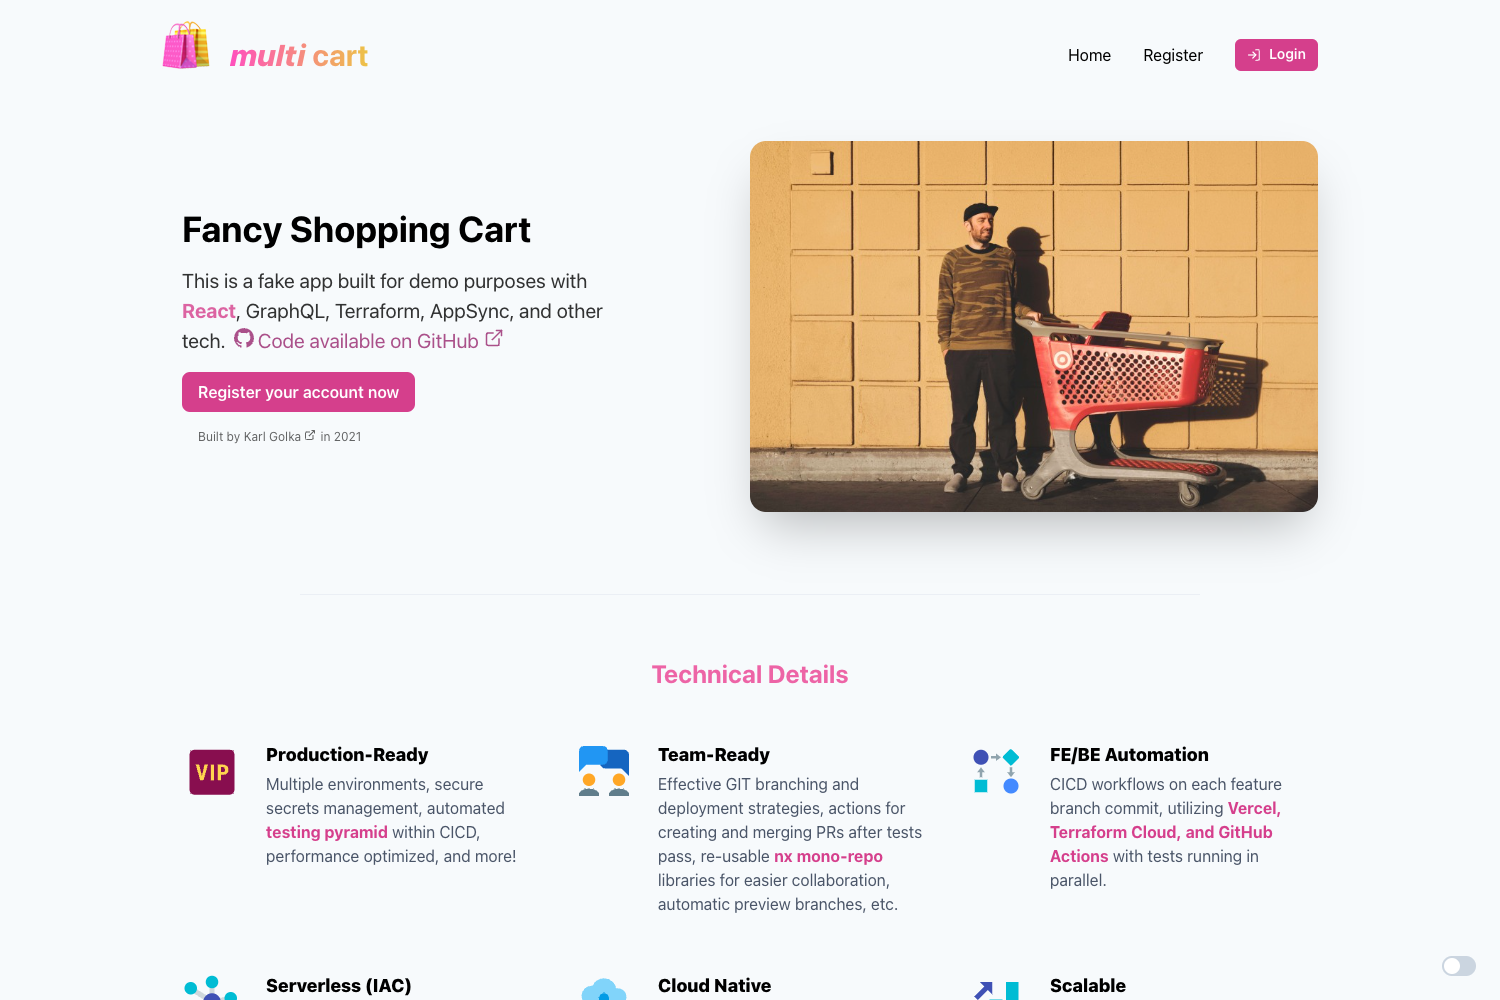 multi cart
Home
Register
Login
Fancy Shopping Cart
This is a fake app built for demo purposes with
React, GraphQL, Terraform, AppSync, and other
tech. Code available on GitHub
Register your account now
Built by Karl Golka in 2021
Technical Details
VIP
Production-Ready
Multiple environments, secure
secrets management, automated
testing pyramid within CICD,
performance optimized, and more!
Team-Ready
Effective GIT branching and
deployment strategies, actions for
creating and merging PRs after tests
pass, re-usable nx mono-repo
libraries for easier collaboration,
automatic preview branches, etc.
FE/BE Automation
CICD workflows on each feature
branch commit, utilizing Vercel,
Terraform Cloud, and GitHub
Actions with tests running in
parallel.
Serverless (IAC)
Cloud Native
Scalable